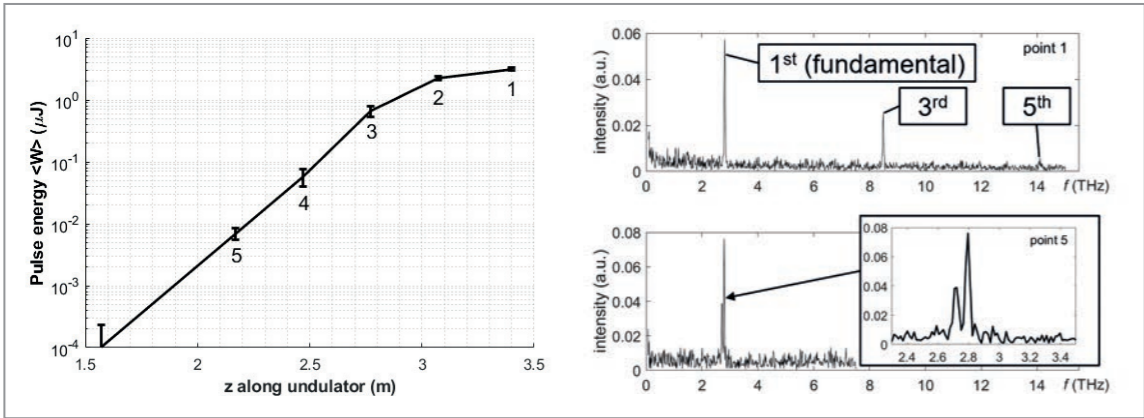 Pulse energy <W> (μJ)
10¹
10⁰
10⁻¹
10⁻²
10⁻³
10⁻⁴
1
2
3
4
5
1.5 2 2.5 3 3.5
z along undulator (m)
intensity (a.u.)
0.06
0.04
0.02
0
point 1
1st (fundamental)
3rd
5th
0 2 4 6 8 10 12 14 f (THz)
intensity (a.u.)
0.08
0.06
0.04
0.02
0
0 2 4 6 8 10 12 14 f (THz)
point 5
0.08
0.06
0.04
0.02
0
2.4 2.6 2.8 3 3.2 3.4